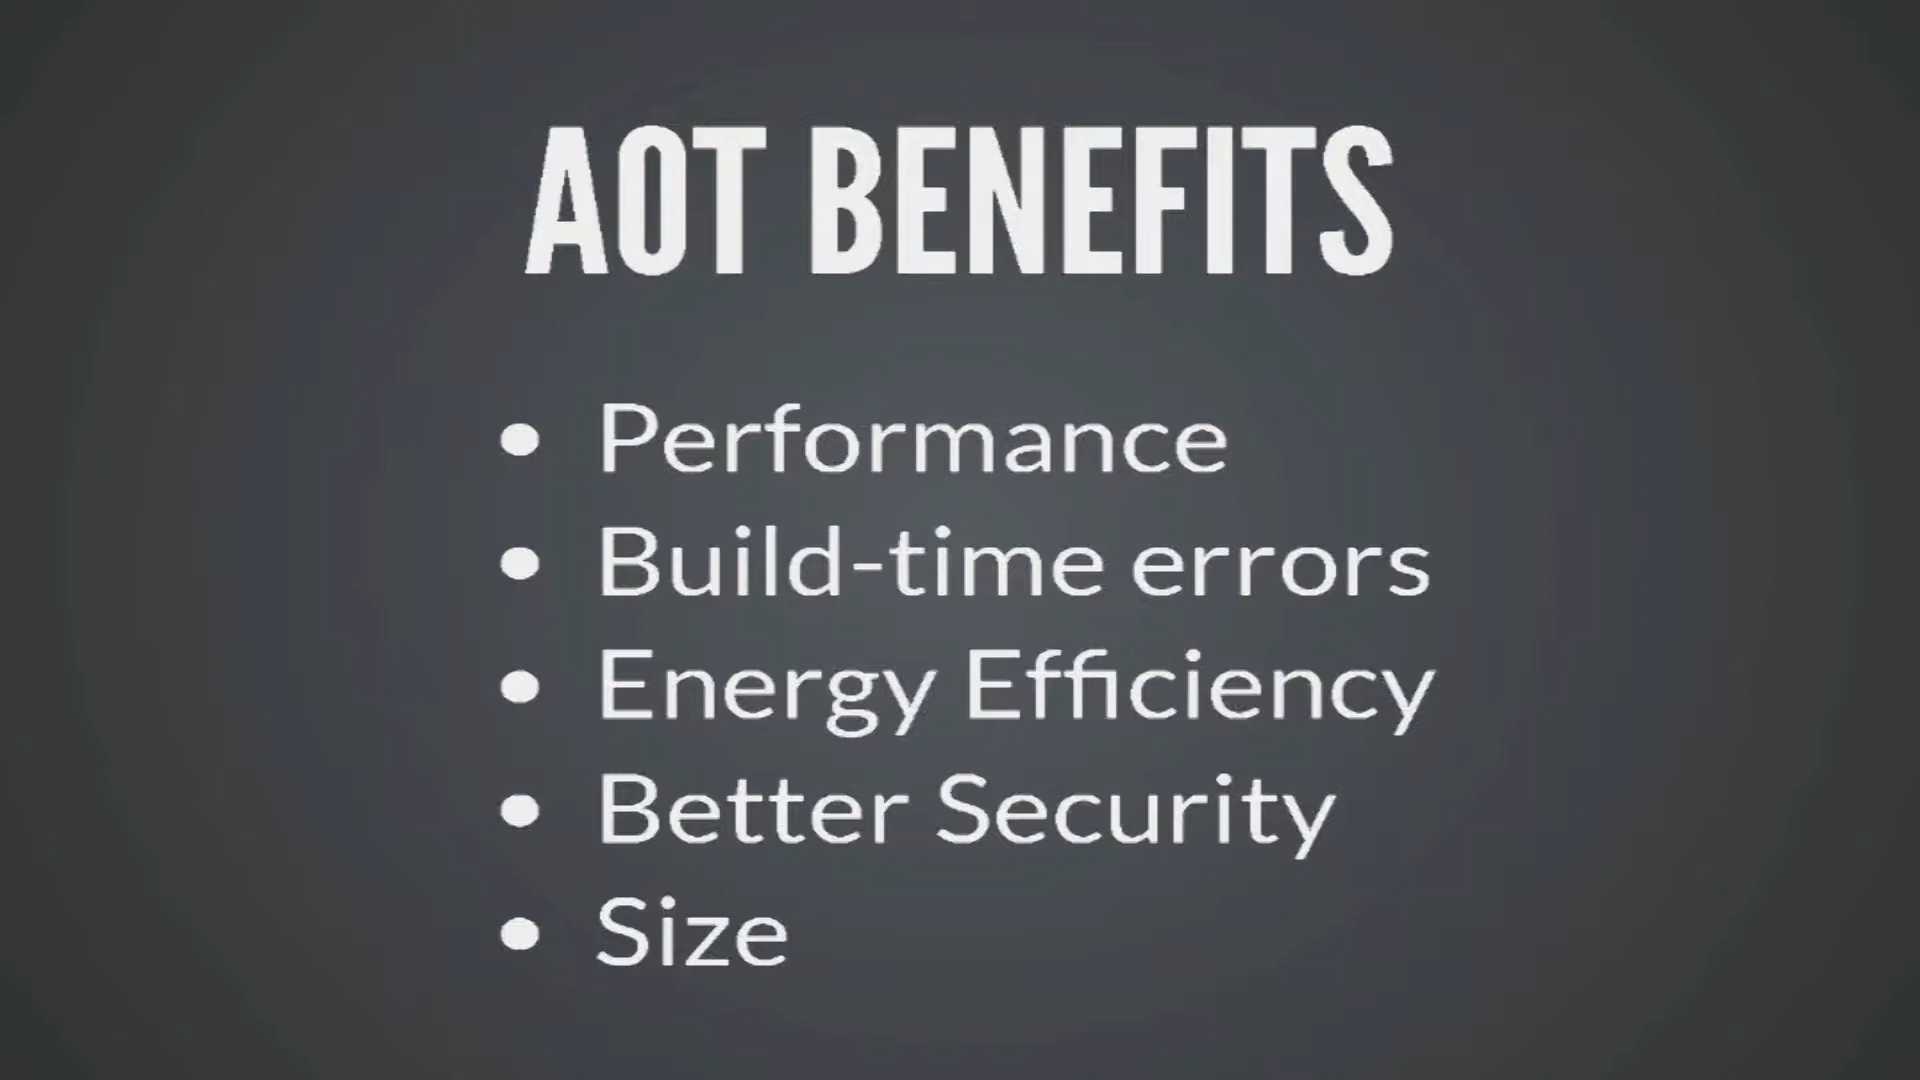 AOT BENEFITS
• Performance
• Build-time errors
• Energy Efficiency
• Better Security
• Size